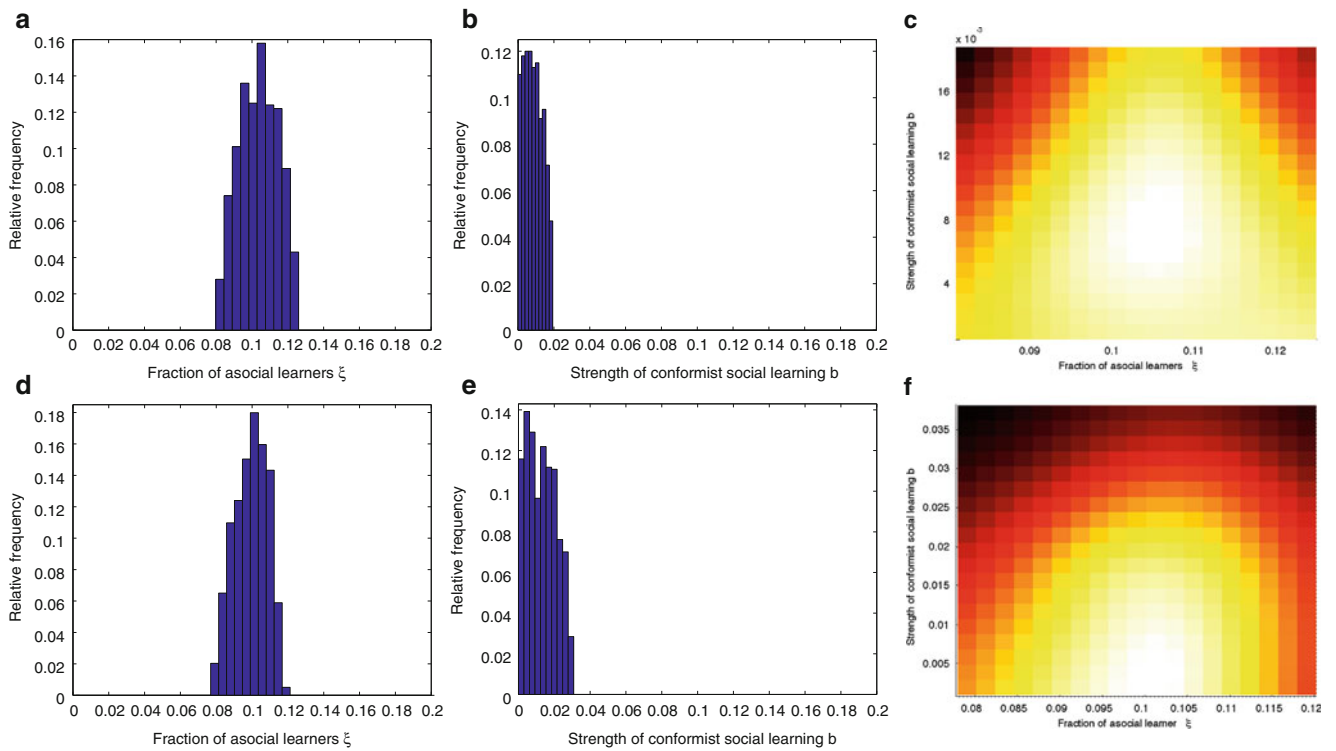 a
0.16
0.14
0.12
0.1
0.08
0.06
0.04
0.02
0
Relative frequency
0 0.02 0.04 0.06 0.08 0.1 0.12 0.14 0.16 0.18 0.2
Fraction of asocial learners ξ
b
0.12
0.1
0.08
0.06
0.04
0.02
0
Relative frequency
0 0.02 0.04 0.06 0.08 0.1 0.12 0.14 0.16 0.18 0.2
Strength of conformist social learning b
c
x 10⁻³
16
12
8
4
Strength of conformist social learning b
0.09 0.1 0.11 0.12
Fraction of asocial learners ξ
d
0.18
0.16
0.14
0.12
0.1
0.08
0.06
0.04
0.02
0
Relative frequency
0 0.02 0.04 0.06 0.08 0.1 0.12 0.14 0.16 0.18 0.2
Fraction of asocial learners ξ
e
0.14
0.12
0.1
0.08
0.06
0.04
0.02
0
Relative frequency
0 0.02 0.04 0.06 0.08 0.1 0.12 0.14 0.16 0.18 0.2
Strength of conformist social learning b
f
0.035
0.03
0.025
0.02
0.015
0.01
0.005
Strength of conformist social learning b
0.08 0.085 0.09 0.095 0.10 0.105 0.11 0.115 0.12
Fraction of asocial learner ξ